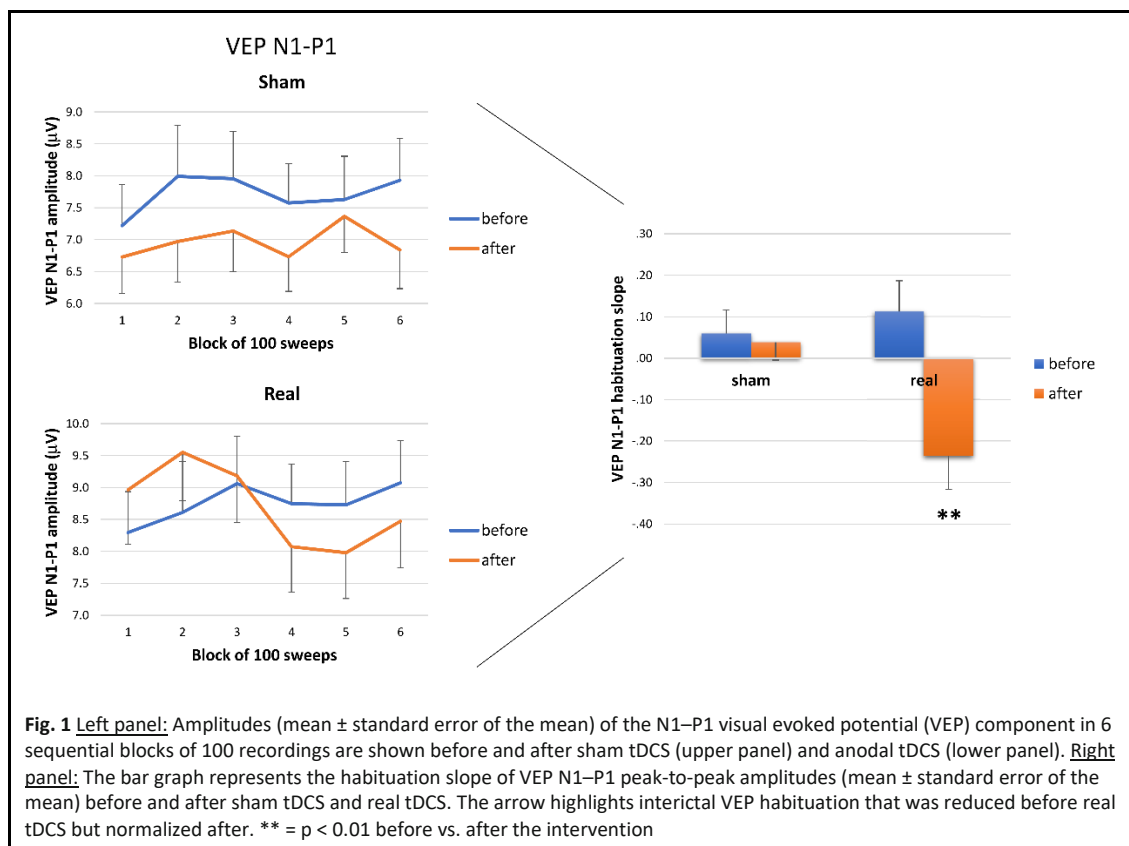 VEP N1-P1
Sham
VEP N1-P1 amplitude (µV)
9.0
8.5
8.0
7.5
7.0
6.5
6.0
1 2 3 4 5 6
Block of 100 sweeps
before
after
Real
VEP N1-P1 amplitude (µV)
10.0
9.5
9.0
8.5
8.0
7.5
7.0
1 2 3 4 5 6
Block of 100 sweeps
before
after
VEP N1-P1 habituation slope
.30
.20
.10
.00
-.10
-.20
-.30
-.40
sham real
**
before
after
Fig. 1 Left panel: Amplitudes (mean ± standard error of the mean) of the N1–P1 visual evoked potential (VEP) component in 6
sequential blocks of 100 recordings are shown before and after sham tDCS (upper panel) and anodal tDCS (lower panel). Right
panel: The bar graph represents the habituation slope of VEP N1–P1 peak-to-peak amplitudes (mean ± standard error of the
mean) before and after sham tDCS and real tDCS. The arrow highlights interictal VEP habituation that was reduced before real
tDCS but normalized after. ** = p < 0.01 before vs. after the intervention